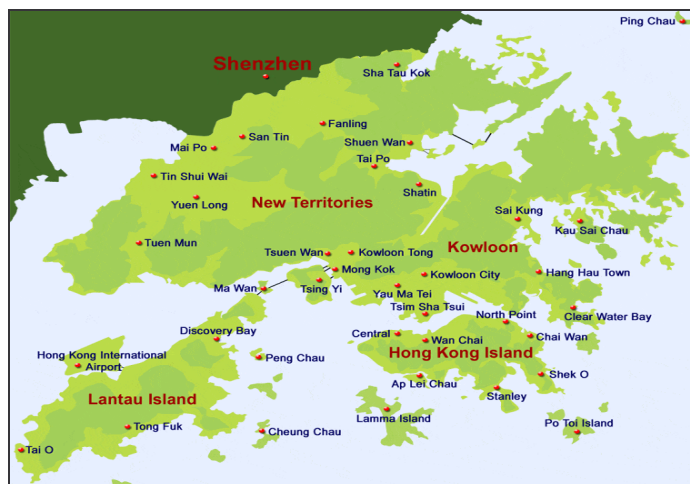 Ping Chau
Shenzhen
Sha Tau Kok
Fanling
San Tin
Shuen Wan
Mai Po
Tai Po
Tin Shui Wai
Shatin
Yuen Long
New Territories
Sai Kung
Kau Sai Chau
Tuen Mun
Kowloon
Tsuen Wan
Kowloon Tong
Mong Kok
Kowloon City
Hang Hau Town
Ma Wan
Tsing Yi
Yau Ma Tei
Tsim Sha Tsui
North Point
Clear Water Bay
Discovery Bay
Central
Wan Chai
Chai Wan
Hong Kong International
Airport
Peng Chau
Hong Kong Island
Shek O
Ap Lei Chau
Stanley
Lantau Island
Lamma Island
Po Toi Island
Tong Fuk
Cheung Chau
Tai O